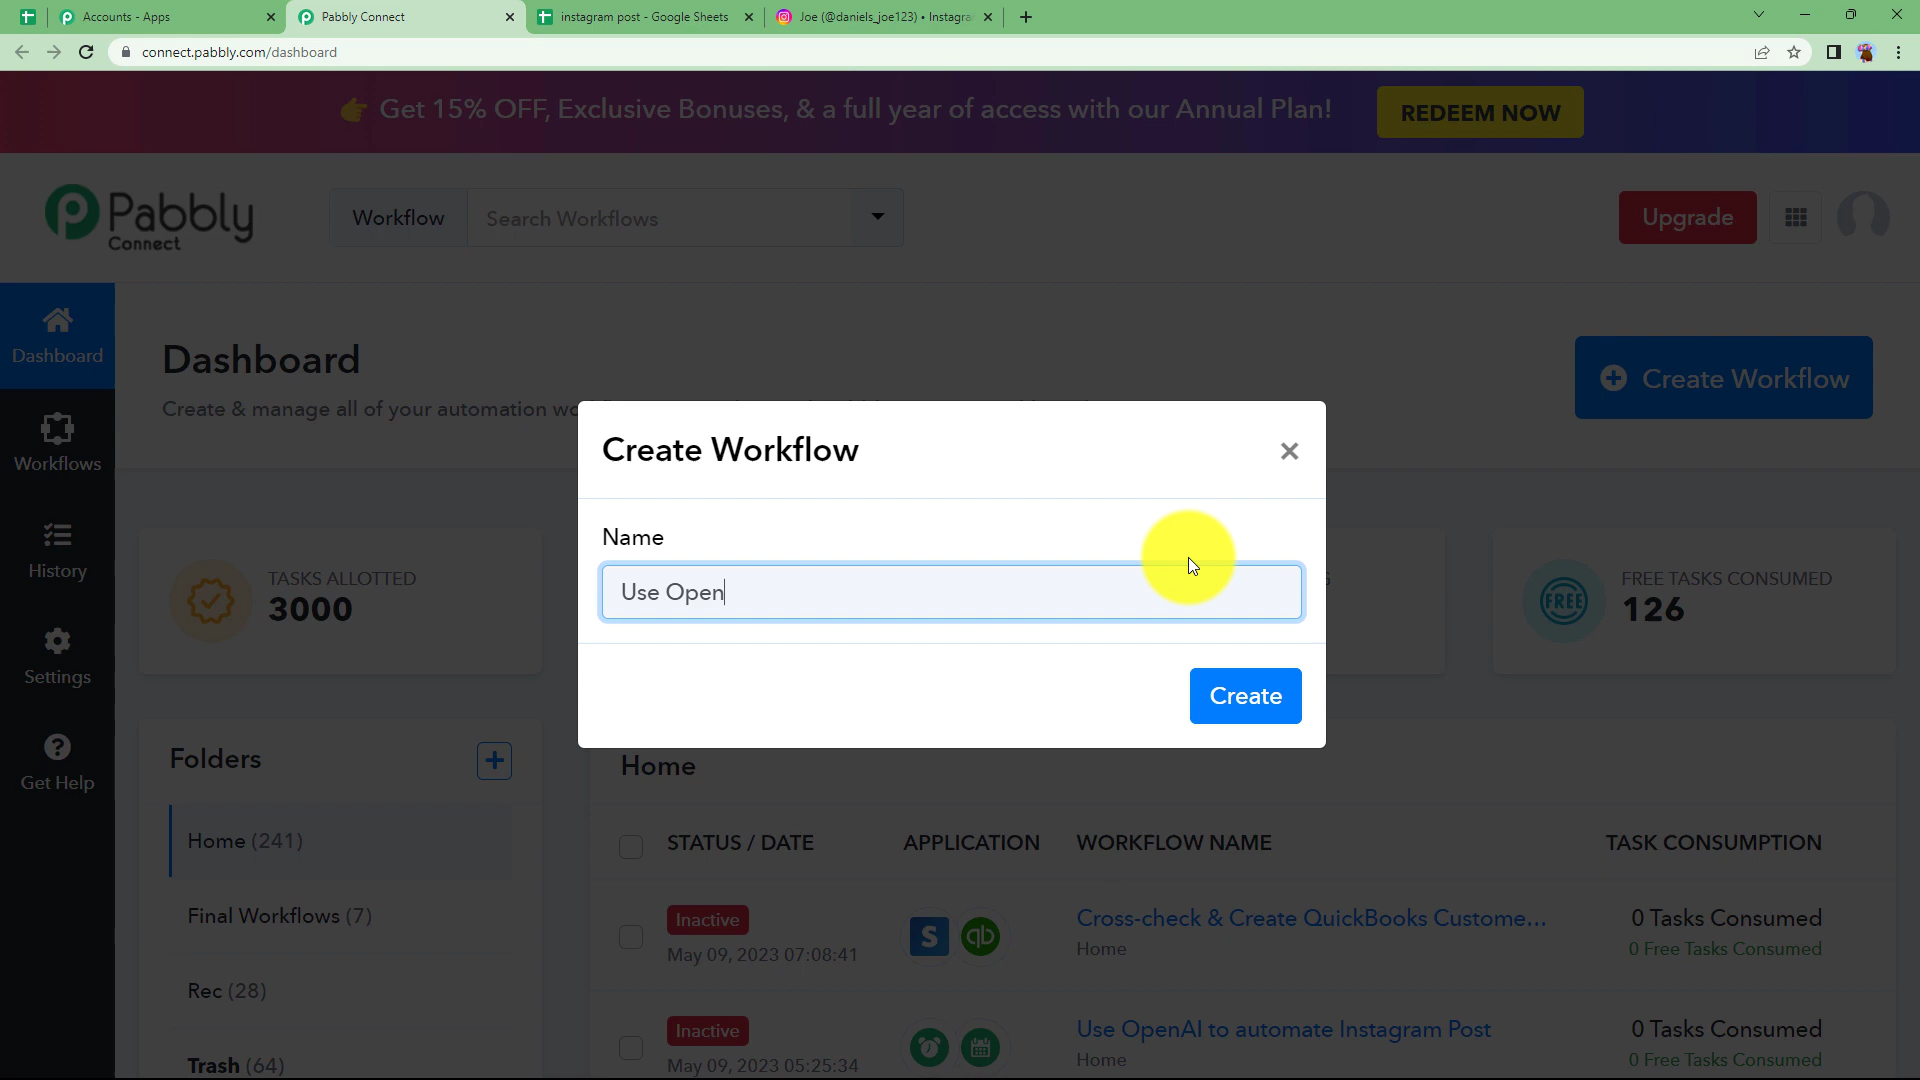 Accounts - Apps
Pabbly Connect
instagram post - Google Sheets
Joe (@daniels_joe123) • Instagra
connect.pabbly.com/dashboard
👉 Get 15% OFF, Exclusive Bonuses, & a full year of access with our Annual Plan!
REDEEM NOW
Pabbly
Connect
Workflow
Search Workflows
Upgrade
Dashboard
Workflows
History
Settings
Get Help
Dashboard
Create & manage all of your automation wo
Create Workflow
Create Workflow
×
Name
Use Open
Create
TASKS ALLOTTED
3000
FREE
FREE TASKS CONSUMED
126
Folders
+
Home (241)
Final Workflows (7)
Rec (28)
Trash (64)
Home
STATUS / DATE
APPLICATION
WORKFLOW NAME
TASK CONSUMPTION
Inactive
May 09, 2023 07:08:41
S
qb
Cross-check & Create QuickBooks Custome...
Home
0 Tasks Consumed
0 Free Tasks Consumed
Inactive
May 09, 2023 05:25:34
Use OpenAI to automate Instagram Post
Home
0 Tasks Consumed
0 Free Tasks Consumed